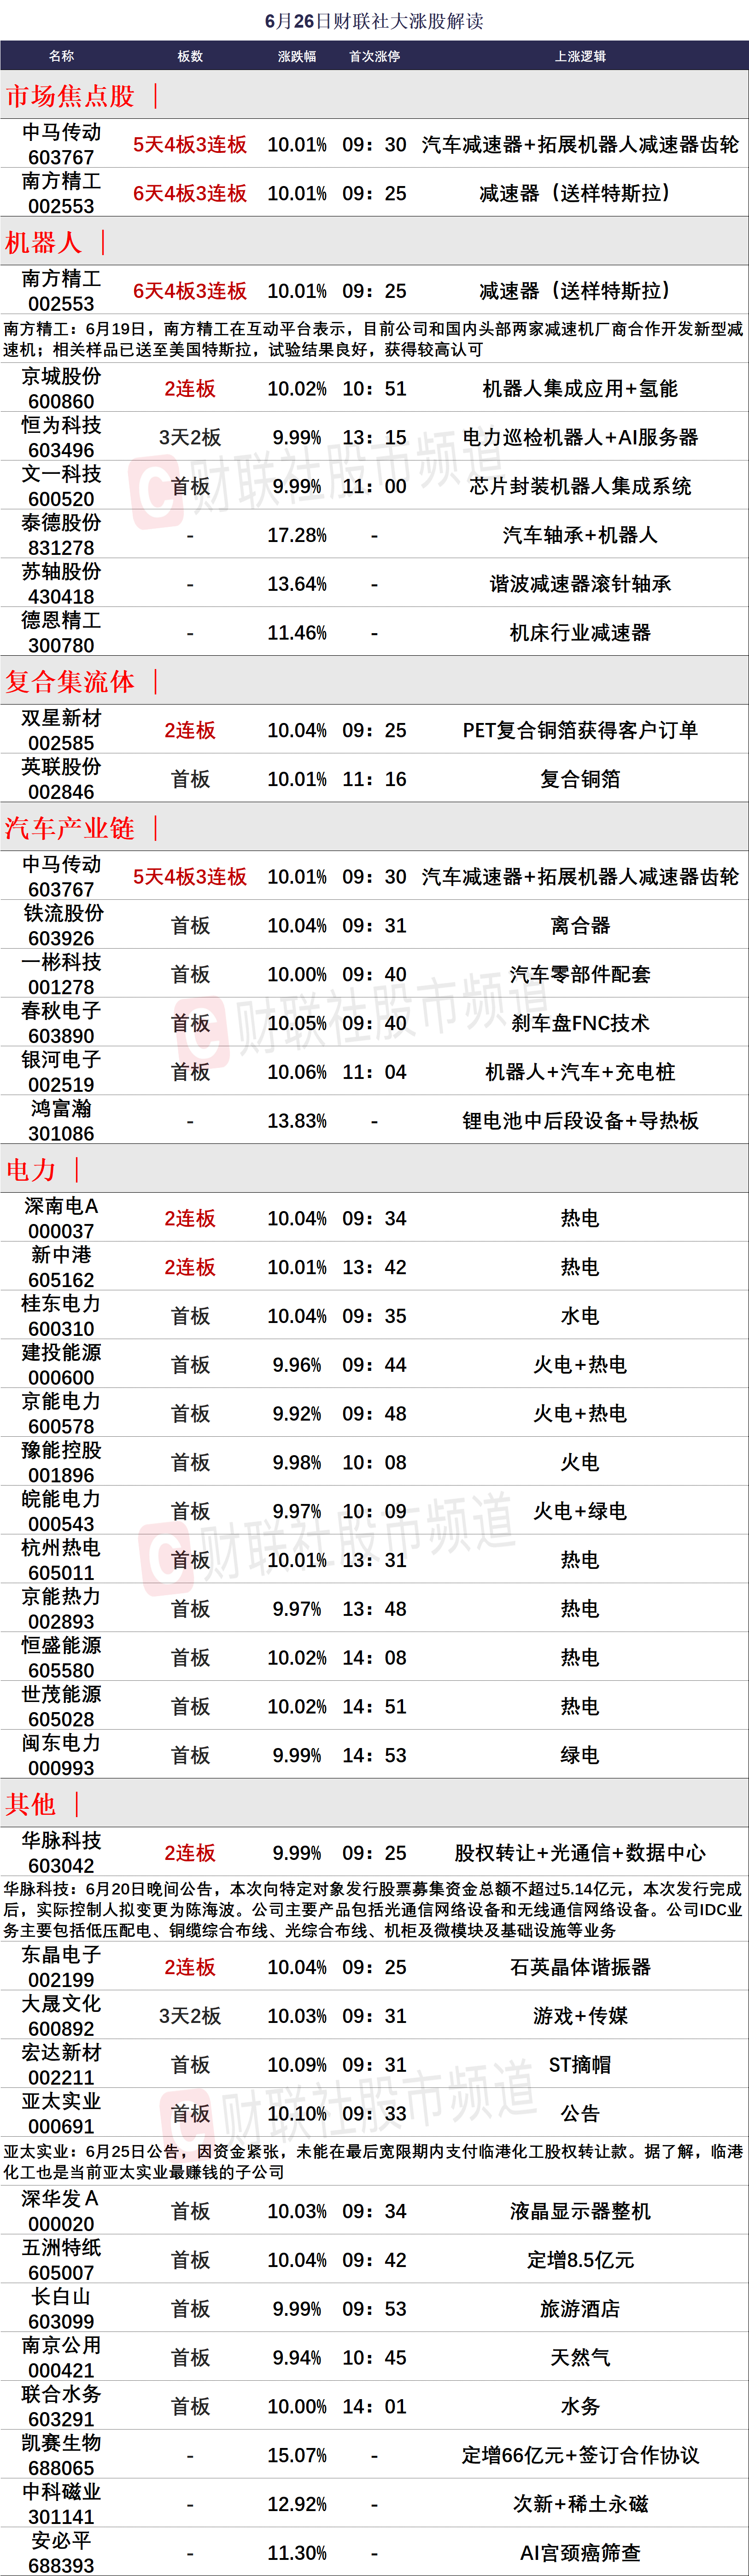 6月26日财联社大涨股解读
名称 板数 涨跌幅 首次涨停 上涨逻辑
市场焦点股 |
中马传动
603767 5天4板3连板 10.01% 09：30 汽车减速器+拓展机器人减速器齿轮
南方精工
002553 6天4板3连板 10.01% 09：25 减速器（送样特斯拉）
机器人 |
南方精工
002553 6天4板3连板 10.01% 09：25 减速器（送样特斯拉）
南方精工：6月19日，南方精工在互动平台表示，目前公司和国内头部两家减速机厂商合作开发新型减
速机；相关样品已送至美国特斯拉，试验结果良好，获得较高认可
京城股份
600860 2连板 10.02% 10：51 机器人集成应用+氢能
恒为科技
603496 3天2板 9.99% 13：15 电力巡检机器人+AI服务器
文一科技
600520 首板 9.99% 11：00 芯片封装机器人集成系统
泰德股份
831278 - 17.28% - 汽车轴承+机器人
苏轴股份
430418 - 13.64% - 谐波减速器滚针轴承
德恩精工
300780 - 11.46% - 机床行业减速器
复合集流体 |
双星新材
002585 2连板 10.04% 09：25 PET复合铜箔获得客户订单
英联股份
002846 首板 10.01% 11：16 复合铜箔
汽车产业链 |
中马传动
603767 5天4板3连板 10.01% 09：30 汽车减速器+拓展机器人减速器齿轮
铁流股份
603926 首板 10.04% 09：31 离合器
一彬科技
001278 首板 10.00% 09：40 汽车零部件配套
春秋电子
603890 首板 10.05% 09：40 刹车盘FNC技术
银河电子
002519 首板 10.06% 11：04 机器人+汽车+充电桩
鸿富瀚
301086 - 13.83% - 锂电池中后段设备+导热板
电力 |
深南电A
000037 2连板 10.04% 09：34 热电
新中港
605162 2连板 10.01% 13：42 热电
桂东电力
600310 首板 10.04% 09：35 水电
建投能源
000600 首板 9.96% 09：44 火电+热电
京能电力
600578 首板 9.92% 09：48 火电+热电
豫能控股
001896 首板 9.98% 10：08 火电
皖能电力
000543 首板 9.97% 10：09 火电+绿电
杭州热电
605011 首板 10.01% 13：31 热电
京能热力
002893 首板 9.97% 13：48 热电
恒盛能源
605580 首板 10.02% 14：08 热电
世茂能源
605028 首板 10.02% 14：51 热电
闽东电力
000993 首板 9.99% 14：53 绿电
其他 |
华脉科技
603042 2连板 9.99% 09：25 股权转让+光通信+数据中心
华脉科技：6月20日晚间公告，本次向特定对象发行股票募集资金总额不超过5.14亿元，本次发行完成
后，实际控制人拟变更为陈海波。公司主要产品包括光通信网络设备和无线通信网络设备。公司IDC业
务主要包括低压配电、铜缆综合布线、光综合布线、机柜及微模块及基础设施等业务
东晶电子
002199 2连板 10.04% 09：25 石英晶体谐振器
大晟文化
600892 3天2板 10.03% 09：31 游戏+传媒
宏达新材
002211 首板 10.09% 09：31 ST摘帽
亚太实业
000691 首板 10.10% 09：33 公告
亚太实业：6月25日公告，因资金紧张，未能在最后宽限期内支付临港化工股权转让款。据了解，临港
化工也是当前亚太实业最赚钱的子公司
深华发A
000020 首板 10.03% 09：34 液晶显示器整机
五洲特纸
605007 首板 10.04% 09：42 定增8.5亿元
长白山
603099 首板 9.99% 09：53 旅游酒店
南京公用
000421 首板 9.94% 10：45 天然气
联合水务
603291 首板 10.00% 14：01 水务
凯赛生物
688065 - 15.07% - 定增66亿元+签订合作协议
中科磁业
301141 - 12.92% - 次新+稀土永磁
安必平
688393 - 11.30% - AI宫颈癌筛查
财联社股市频道
财联社股市频道
财联社股市频道
财联社股市频道